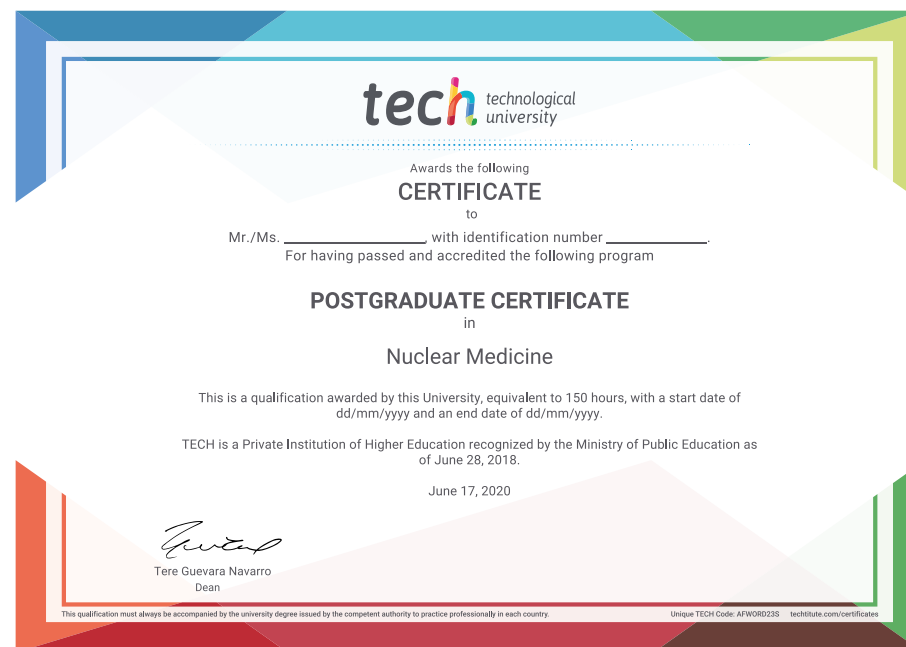 tech technological
university
Awards the following
CERTIFICATE
to
Mr./Ms. ____________________, with identification number ______________.
For having passed and accredited the following program
POSTGRADUATE CERTIFICATE
in
Nuclear Medicine
This is a qualification awarded by this University, equivalent to 150 hours, with a start date of
dd/mm/yyyy and an end date of dd/mm/yyyy.
TECH is a Private Institution of Higher Education recognized by the Ministry of Public Education as
of June 28, 2018.
June 17, 2020
Tere Guevara Navarro
Dean
This qualification must always be accompanied by the university degree issued by the competent authority to practice professionally in each country. Unique TECH Code: AFWORD23S techtitute.com/certificates